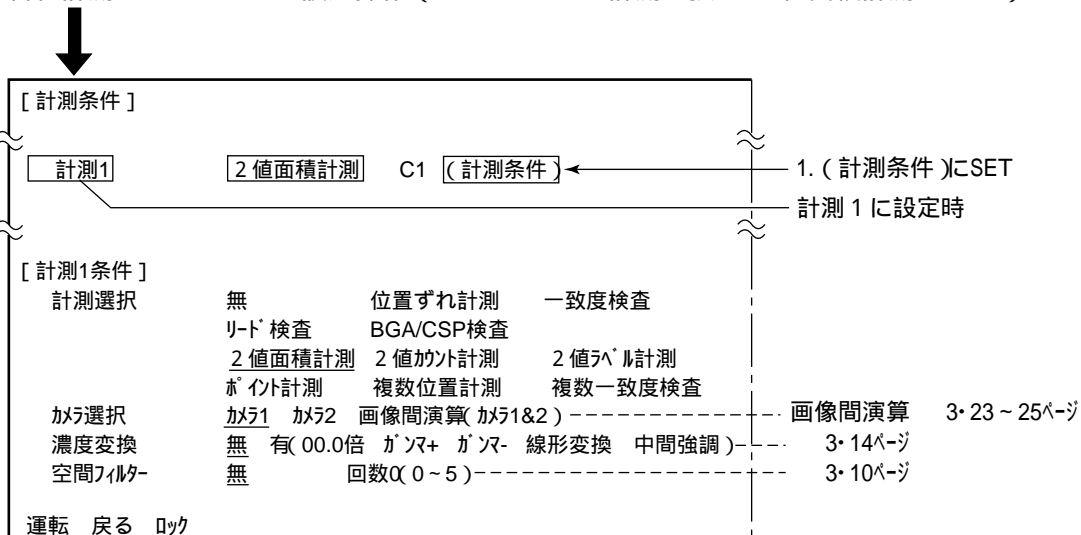 [ 計測条件 ]
計測1 2値面積計測 C1 (計測条件) 1. (計測条件)にSET
計測1に設定時
[ 計測1条件 ]
計測選択 無 位置ずれ計測 一致度検査
ﾘｰﾄﾞ検査 BGA/CSP検査
2値面積計測 2値ｶｳﾝﾄ計測 2値ﾗﾍﾞﾙ計測
ﾎﾟｲﾝﾄ計測 複数位置計測 複数一致度検査
ｶﾒﾗ選択 ｶﾒﾗ1 ｶﾒﾗ2 画像間演算(ｶﾒﾗ1&2) 画像間演算 3・23~25ﾍﾟｰｼﾞ
濃度変換 無 有(00.0倍 ｶﾞﾝﾏ+ ｶﾞﾝﾏ- 線形変換 中間強調) 3・14ﾍﾟｰｼﾞ
空間ﾌｨﾙﾀｰ 無 回数0(0~5) 3・10ﾍﾟｰｼﾞ
運転 戻る ﾛｯｸ